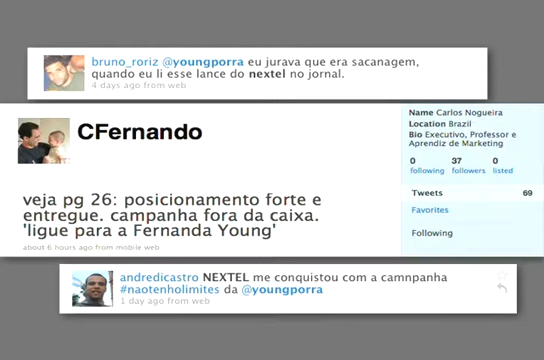 bruno_roriz @youngporra eu jurava que era sacanagem,
quando eu li esse lance do nextel no jornal.
4 days ago from web
CFernando
Name Carlos Nogueira
Location Brazil
Bio Executivo, Professor e
Aprendiz de Marketing
0 37 0
following followers listed
Tweets 69
Favorites
Following
veja pg 26: posicionamento forte e
entregue. campanha fora da caixa.
'ligue para a Fernanda Young'
about 6 hours ago from mobile web
andredicastro NEXTEL me conquistou com a camnpanha
#naotenholimites da @youngporra
1 day ago from web